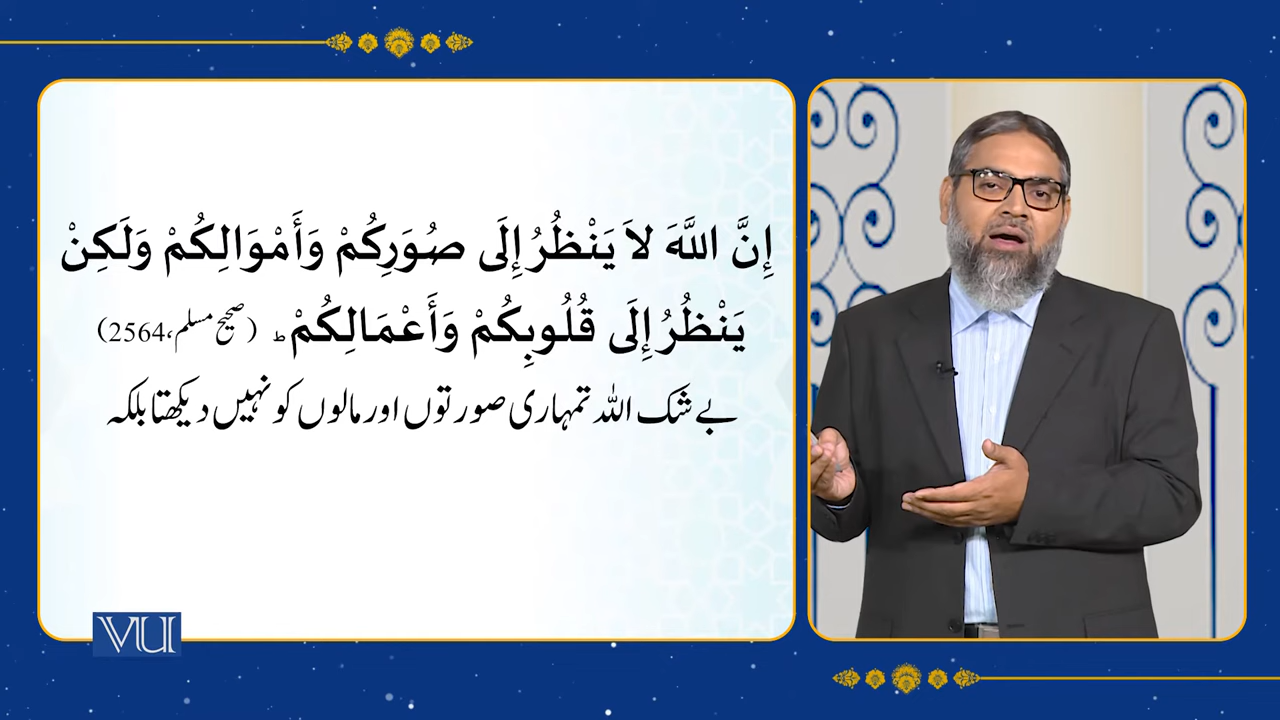 إِنَّ اللَّهَ لاَ يَنْظُرُ إِلَى صُوَرِكُمْ وَأَمْوَالِكُمْ وَلَكِنْ
يَنْظُرُ إِلَى قُلُوبِكُمْ وَأَعْمَالِكُمْ ؕ (صحیح مسلم، 2564)
بے شک اللہ تمہاری صورتوں اور مالوں کو نہیں دیکھتا بلکہ
VU